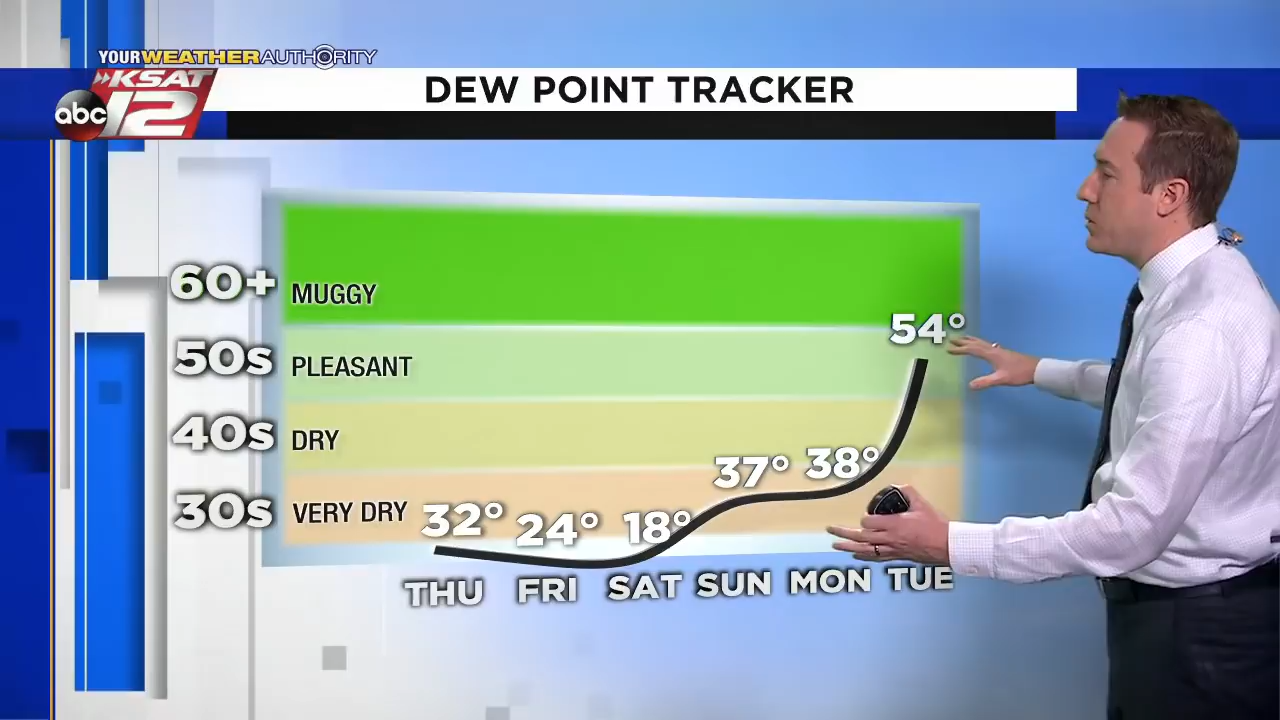 YOURWEATHERAUTHORITY
DEW POINT TRACKER
KSAT
abc 12
60+ MUGGY
54°
50s PLEASANT
40s DRY
37° 38°
30s VERY DRY 32° 24° 18°
THU FRI SAT SUN MON TUE